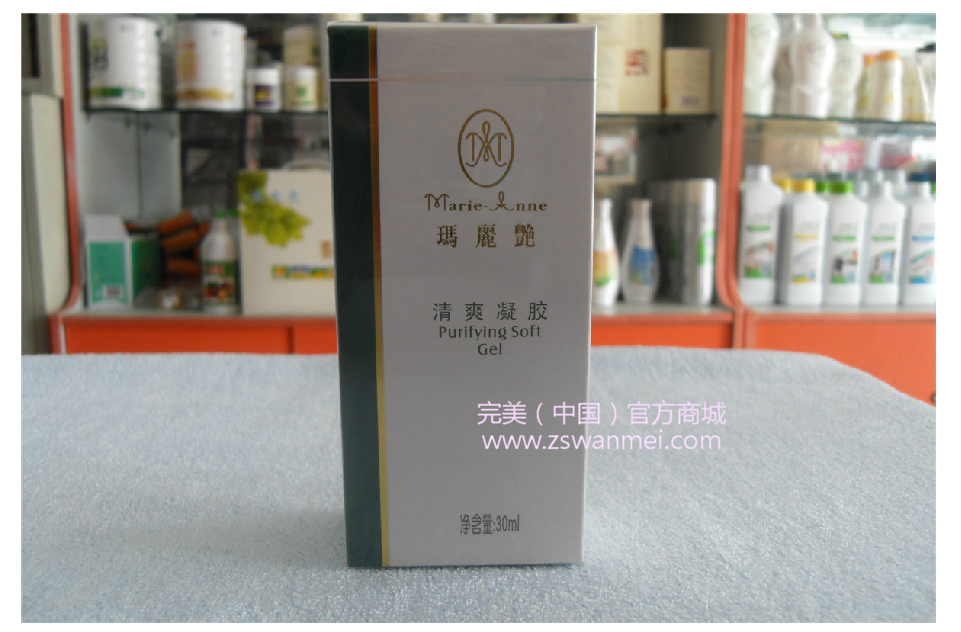 Marie-Anne
瑪麗艷
清爽凝胶
Purifying Soft
Gel
完美（中国）官方商城
www.zswanmei.com
净含量:30ml